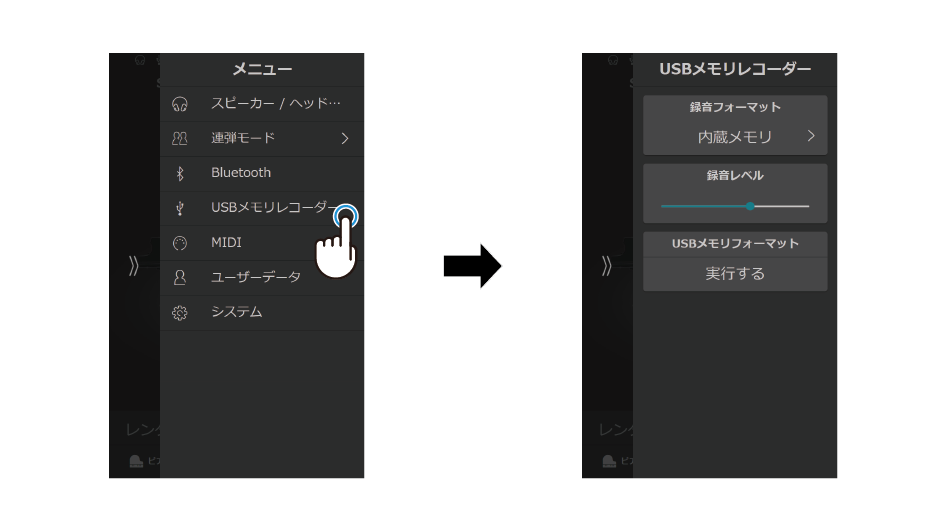 メニュー
スピーカー / ヘッド…
連弾モード
Bluetooth
USBメモリレコーダー
MIDI
ユーザーデータ
システム
USBメモリレコーダー
録音フォーマット
内蔵メモリ
録音レベル
USBメモリフォーマット
実行する